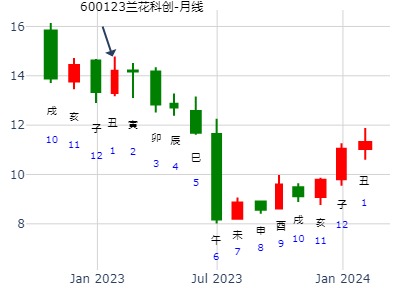 600123兰花科创-月线
16
14
12
10
8
戌
10
亥
11
子
12
丑
1
寅
2
卯
3
辰
4
巳
5
午
6
未
7
申
8
酉
9
戌
10
亥
11
子
12
丑
1
Jan 2023
Jul 2023
Jan 2024